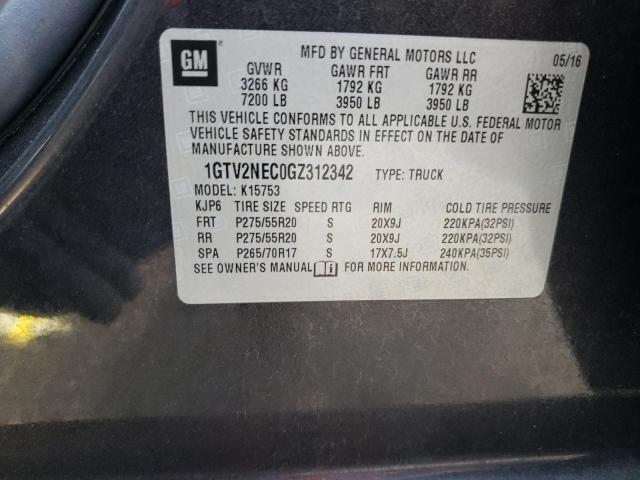 GM
MFD BY GENERAL MOTORS LLC 05/16
GVWR GAWR FRT GAWR RR
3266 KG 1792 KG 1792 KG
7200 LB 3950 LB 3950 LB
THIS VEHICLE CONFORMS TO ALL APPLICABLE U.S. FEDERAL MOTOR
VEHICLE SAFETY STANDARDS IN EFFECT ON THE DATE OF
MANUFACTURE SHOWN ABOVE.
1GTV2NEC0GZ312342 TYPE: TRUCK
MODEL: K15753
KJP6 TIRE SIZE SPEED RTG RIM COLD TIRE PRESSURE
FRT P275/55R20 S 20X9J 220KPA(32PSI)
RR P275/55R20 S 20X9J 220KPA(32PSI)
SPA P265/70R17 S 17X7.5J 240KPA(35PSI)
SEE OWNER'S MANUAL FOR MORE INFORMATION.